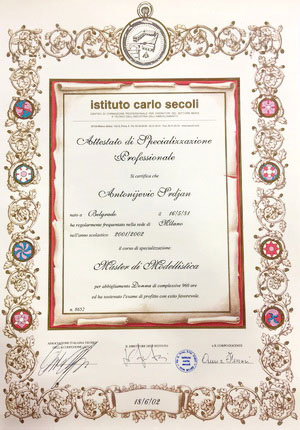 istituto carlo secoli
Attestato di Specializzazione
Professionale
Si certifica che
Antonijevic Srdjan
nato a Belgrado il 16/5/51
ha regolarmente frequentato nella sede di Milano
nell'anno scolastico 2001/2002
il corso di specializzazione
Master di Modellistica
per abbigliamento Donna di complessive 960 ore
ed ha sostenuto l'esame di profitto con esito favorevole.
18/6/02